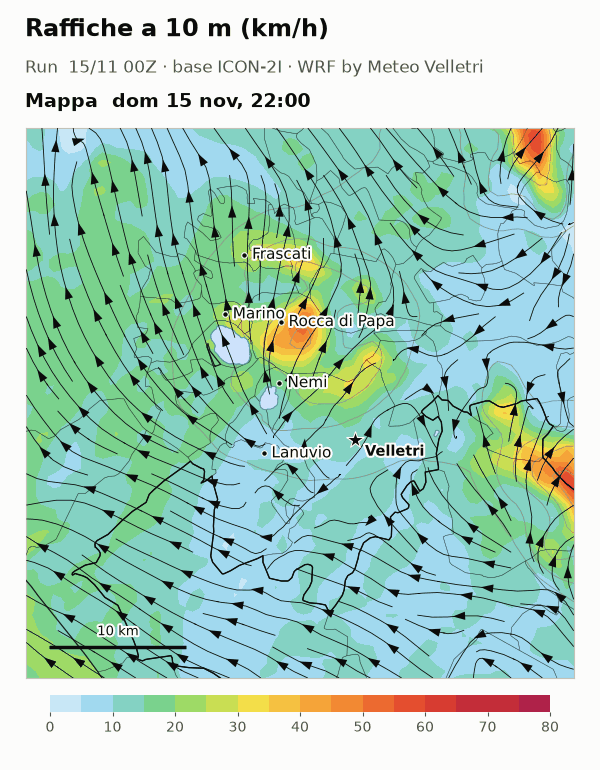 Raffiche a 10 m (km/h)
Run  15/11 00Z · base ICON-2I · WRF by Meteo Velletri
Mappa  dom 15 nov, 22:00
Frascati
Marino
Rocca di Papa
Nemi
Velletri
Lanuvio
10 km
0 10 20 30 40 50 60 70 80